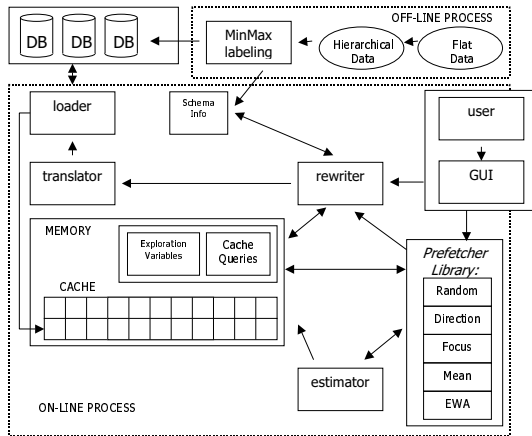 OFF-LINE PROCESS
DB
DB
DB
MinMax
labeling
Hierarchical
Data
Flat
Data
loader
Schema
Info
user
translator
rewriter
GUI
MEMORY
Exploration
Variables
Cache
Queries
CACHE
Prefetcher
Library:
Random
Direction
Focus
Mean
EWA
estimator
ON-LINE PROCESS